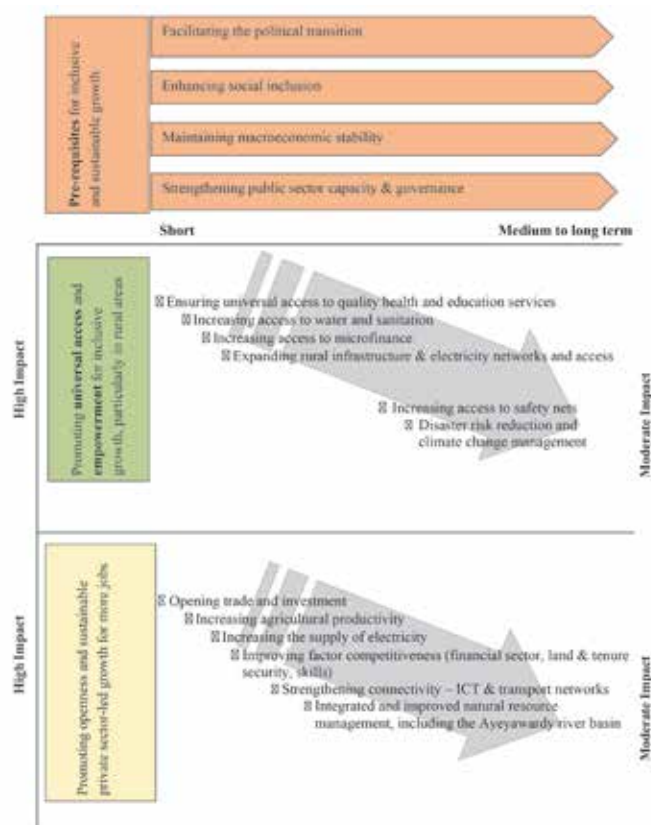 Pre-requisites for inclusive
and sustainable growth
Facilitating the political transition
Enhancing social inclusion
Maintaining macroeconomic stability
Strengthening public sector capacity & governance
Short
Medium to long term
High Impact
Promoting universal access and
empowerment for inclusive
growth, particularly in rural areas
Ensuring universal access to quality health and education services
Increasing access to water and sanitation
Increasing access to microfinance
Expanding rural infrastructure & electricity networks and access
Increasing access to safety nets
Disaster risk reduction and
climate change management
Moderate Impact
High Impact
Promoting openness and sustainable
private sector-led growth for more jobs
Opening trade and investment
Increasing agricultural productivity
Increasing the supply of electricity
Improving factor competitiveness (financial sector, land & tenure
security, skills)
Strengthening connectivity – ICT & transport networks
Integrated and improved natural resource
management, including the Ayeyawardy river basin
Moderate Impact